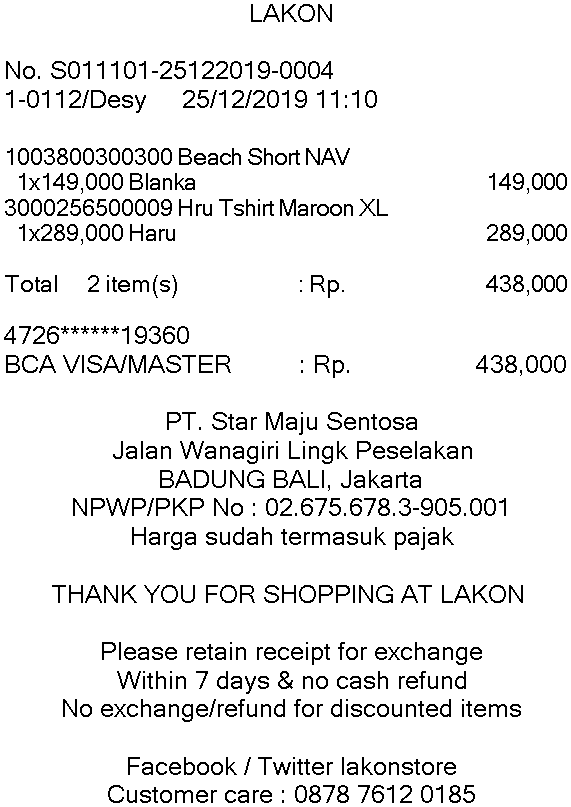 LAKON
No. S011101-25122019-0004
1-0112/Desy 25/12/2019 11:10
1003800300300 Beach Short NAV
1x149,000 Blanka 149,000
3000256500009 Hru Tshirt Maroon XL
1x289,000 Haru 289,000
Total 2 item(s) : Rp. 438,000
4726******19360
BCA VISA/MASTER : Rp. 438,000
PT. Star Maju Sentosa
Jalan Wanagiri Lingk Peselakan
BADUNG BALI, Jakarta
NPWP/PKP No : 02.675.678.3-905.001
Harga sudah termasuk pajak
THANK YOU FOR SHOPPING AT LAKON
Please retain receipt for exchange
Within 7 days & no cash refund
No exchange/refund for discounted items
Facebook / Twitter lakonstore
Customer care : 0878 7612 0185